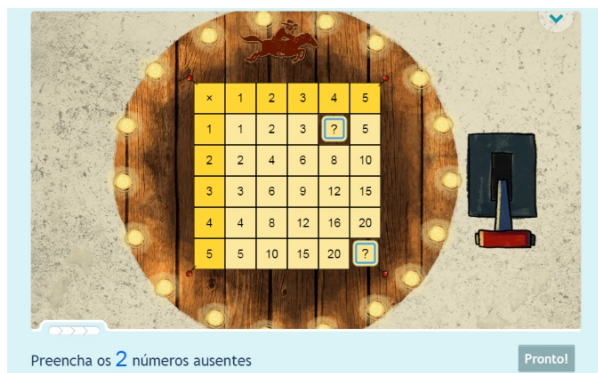 × 1 2 3 4 5
1 1 2 3 ? 5
2 2 4 6 8 10
3 3 6 9 12 15
4 4 8 12 16 20
5 5 10 15 20 ?
Preencha os 2 números ausentes
Pronto!